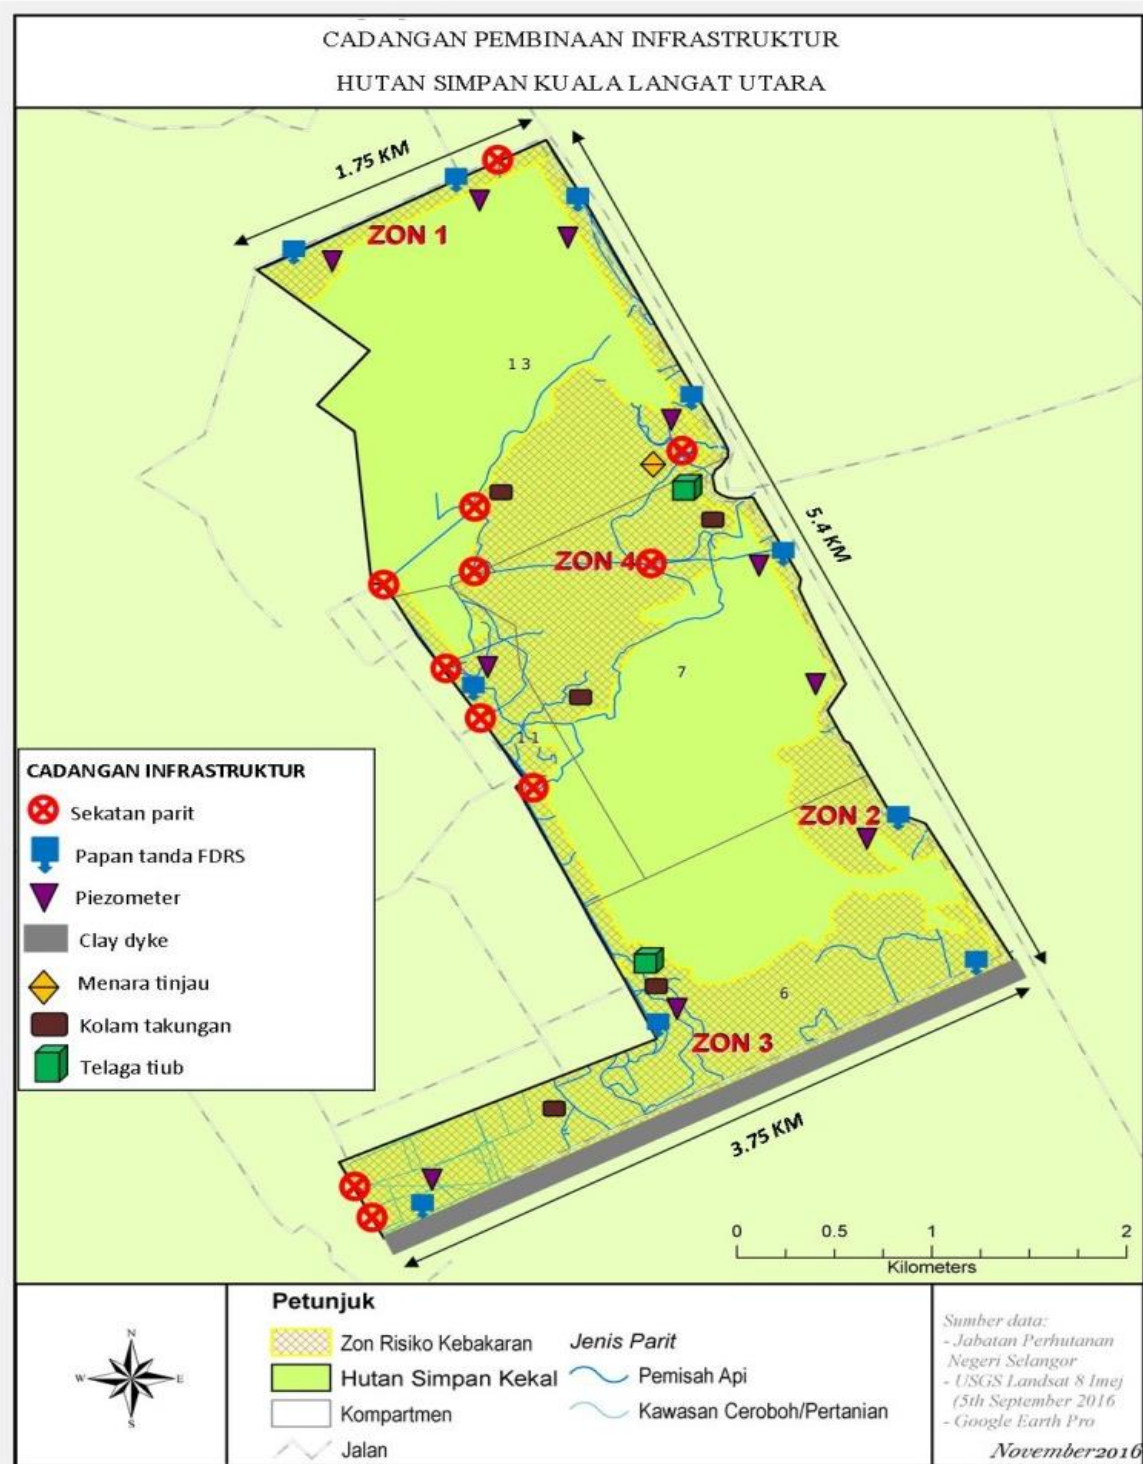 CADANGAN PEMBINAAN INFRASTRUKTUR
HUTAN SIMPAN KUALA LANGAT UTARA
1.75 KM
ZON 1
13
5.4 KM
ZON 4
7
11
CADANGAN INFRASTRUKTUR
Sekatan parit
Papan tanda FDRS
Piezometer
Clay dyke
Menara tinjau
Kolam takungan
Telaga tiub
ZON 2
6
ZON 3
3.75 KM
0 0.5 1 2
Kilometers
N
W E
S
Petunjuk
Zon Risiko Kebakaran
Hutan Simpan Kekal
Kompartmen
Jalan
Jenis Parit
Pemisah Api
Kawasan Ceroboh/Pertanian
Sumber data:
- Jabatan Perhutanan
Negeri Selangor
- USGS Landsat 8 Imej
(5th September 2016
- Google Earth Pro
November2016